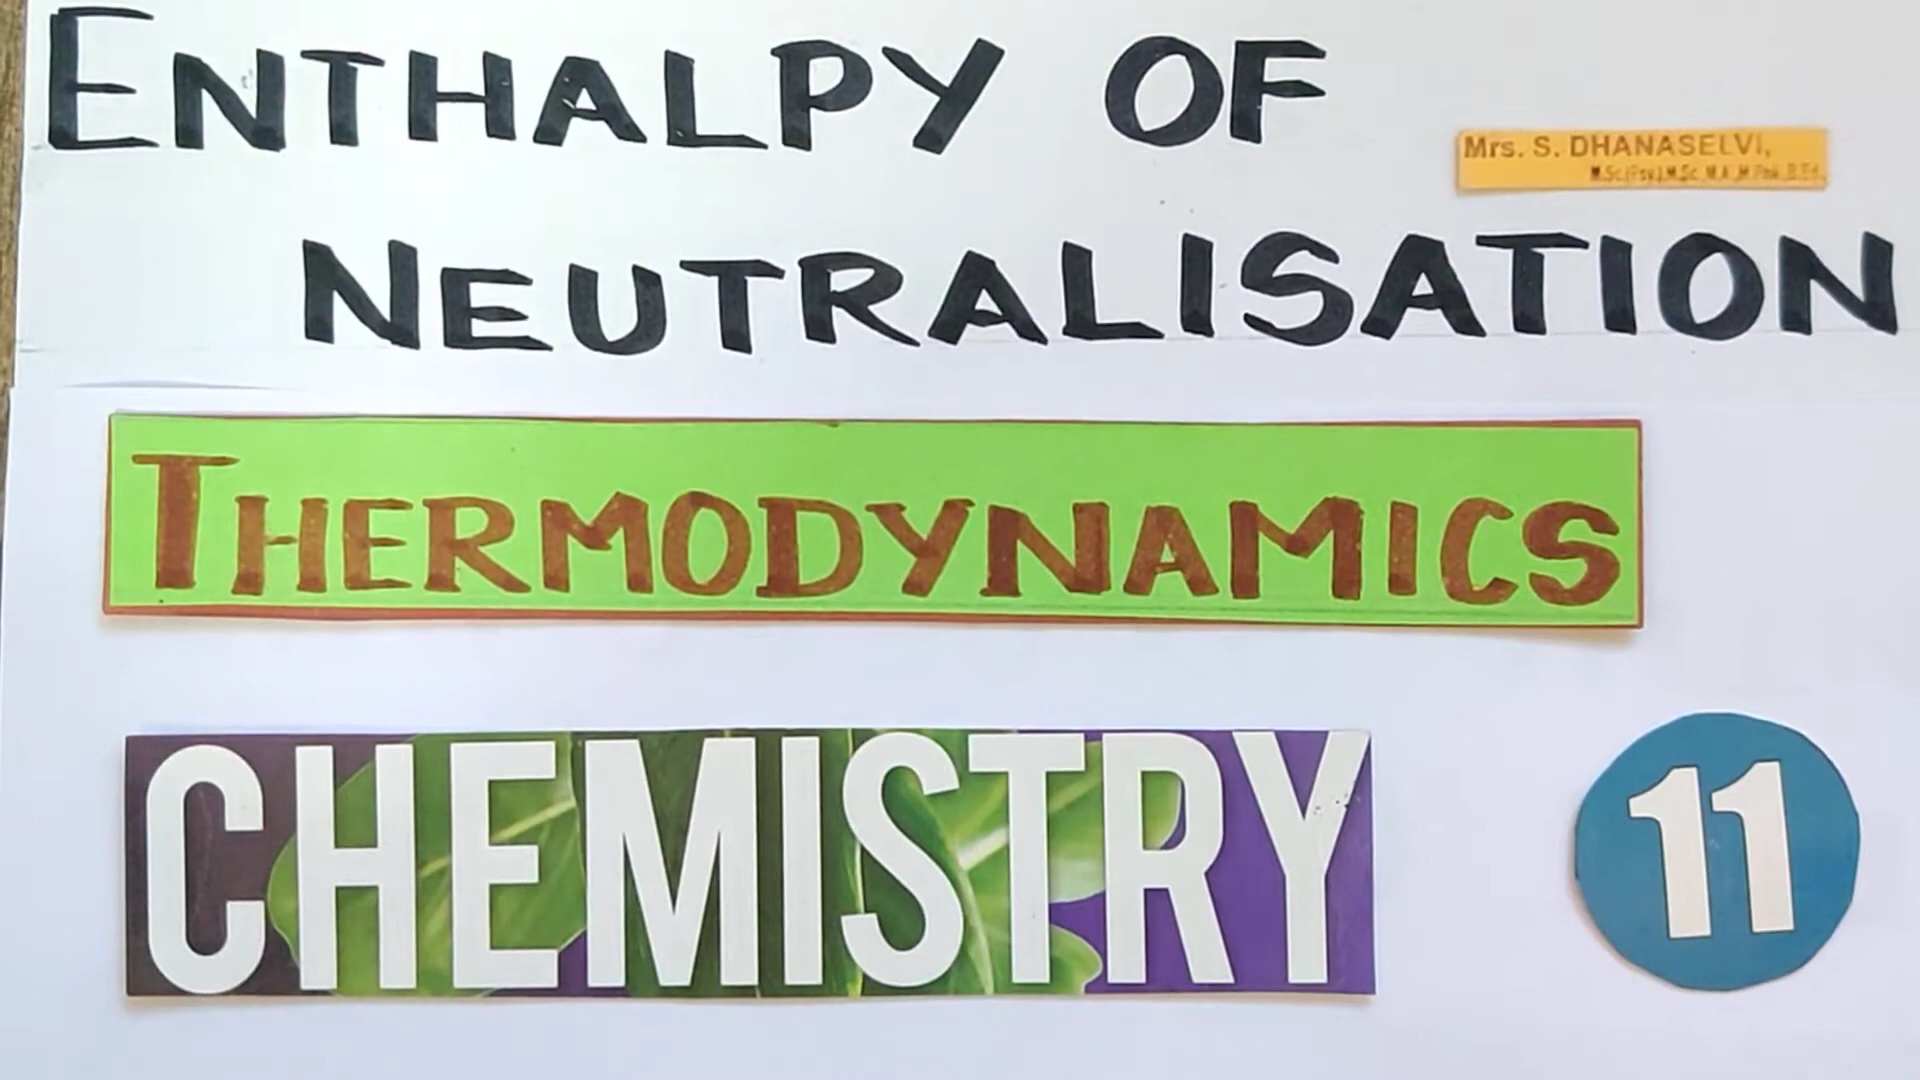 ENTHALPY OF
Mrs. S. DHANASELVI,
NEUTRALISATION
THERMODYNAMICS
CHEMISTRY
11